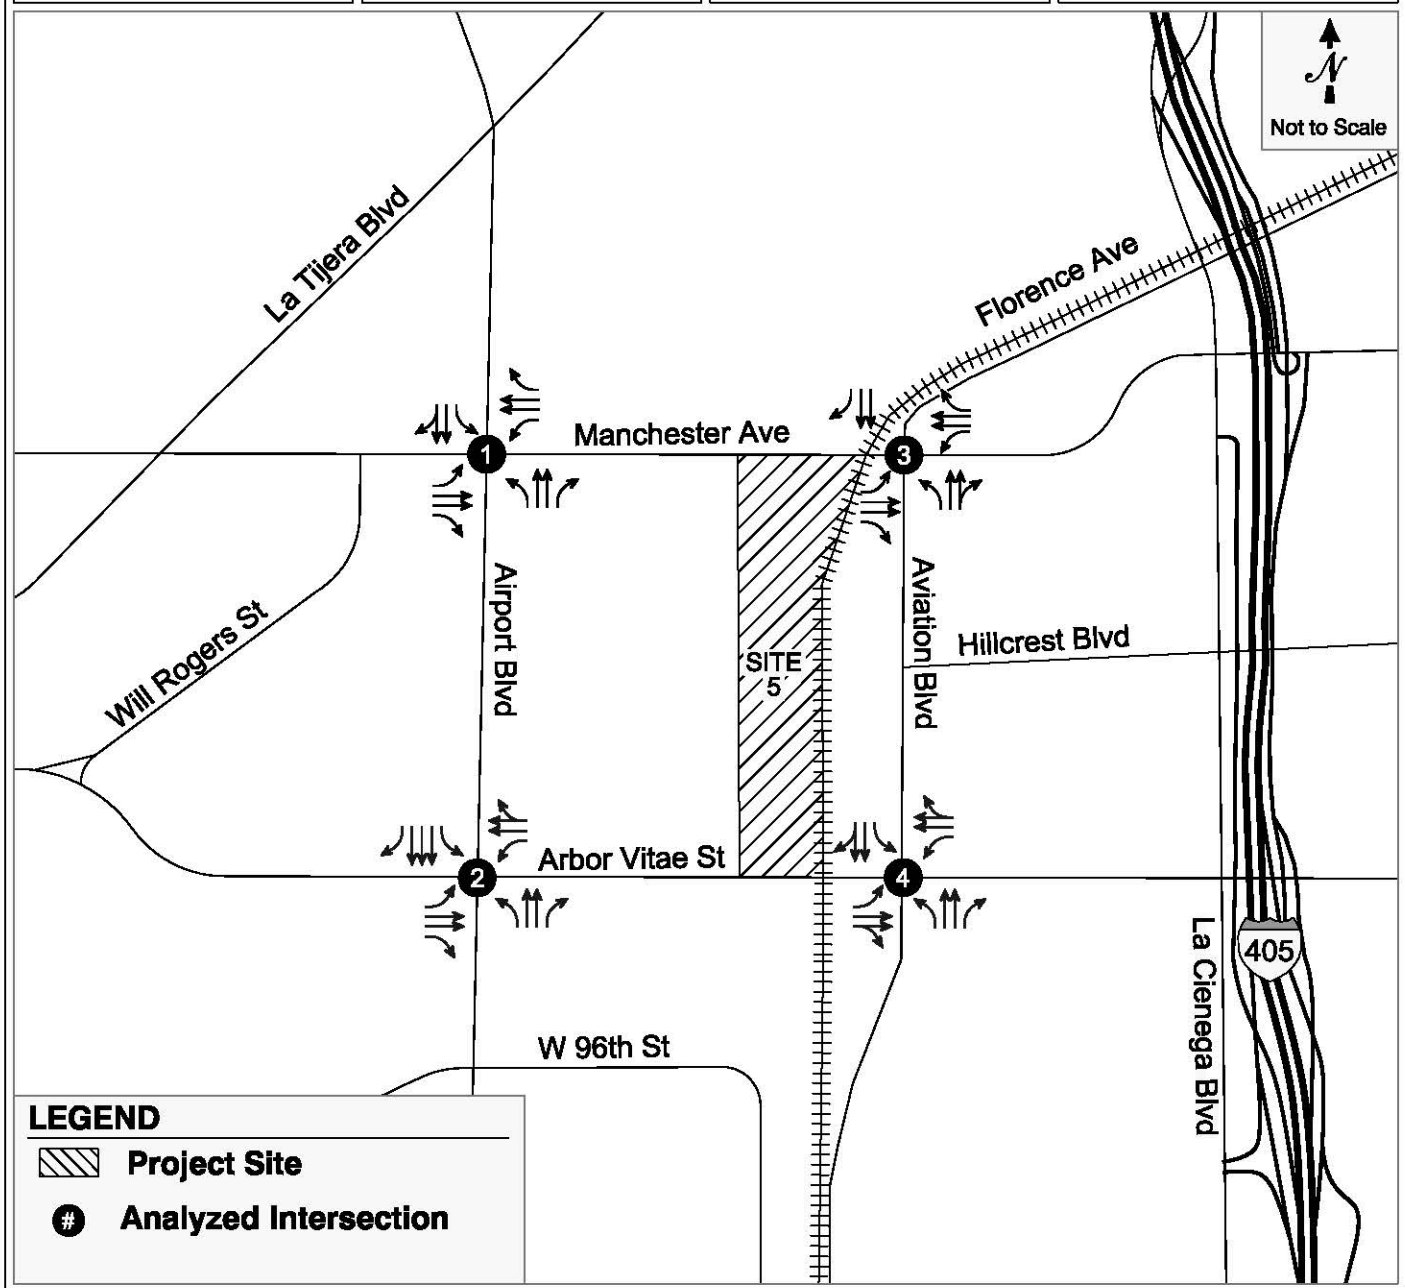 N
Not to Scale
La Tijera Blvd
Florence Ave
Manchester Ave
1
3
Airport Blvd
Aviation Blvd
Hillcrest Blvd
Will Rogers St
SITE
5
Arbor Vitae St
2
4
La Cienega Blvd
405
W 96th St
LEGEND
Project Site
# Analyzed Intersection